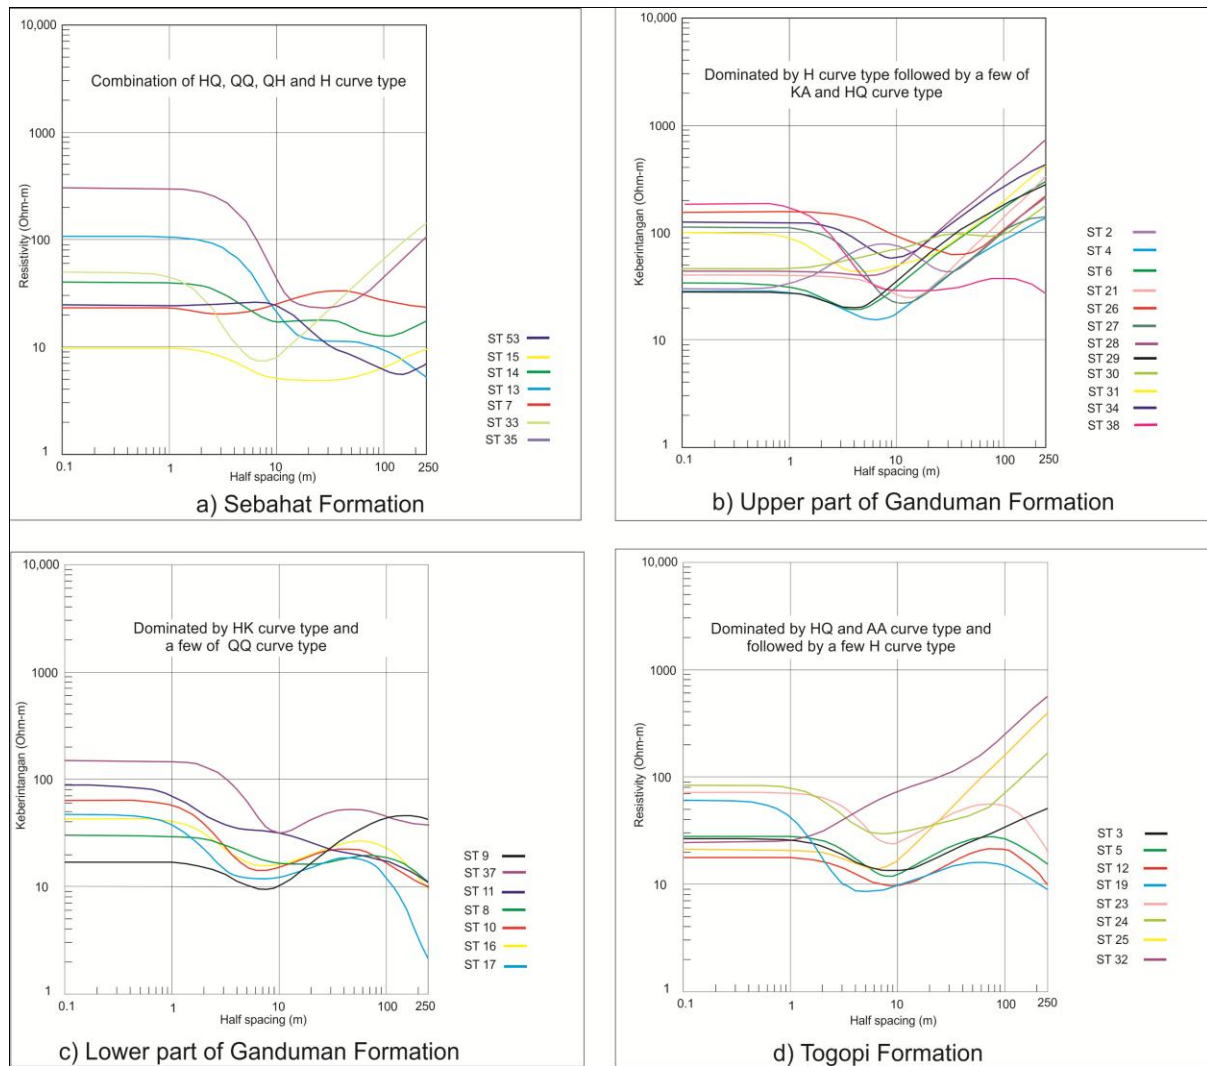 10,000
1000
100
10
1
Resistivity (Ohm-m)
Combination of HQ, QQ, QH and H curve type
0.1
1
10
100
250
Half spacing (m)
ST 53
ST 15
ST 14
ST 13
ST 7
ST 33
ST 35
a) Sebahat Formation
10,000
1000
100
10
1
Keberintangan (Ohm-m)
Dominated by H curve type followed by a few of
KA and HQ curve type
0.1
1
10
100
250
Half spacing (m)
ST 2
ST 4
ST 6
ST 21
ST 26
ST 27
ST 28
ST 29
ST 30
ST 31
ST 34
ST 38
b) Upper part of Ganduman Formation
10,000
1000
100
10
1
Keberintangan (Ohm-m)
Dominated by HK curve type and
a few of QQ curve type
0.1
1
10
100
250
Half spacing (m)
ST 9
ST 37
ST 11
ST 8
ST 10
ST 16
ST 17
c) Lower part of Ganduman Formation
10,000
1000
100
10
1
Resistivity (Ohm-m)
Dominated by HQ and AA curve type and
followed by a few H curve type
0.1
1
10
100
250
Half spacing (m)
ST 3
ST 5
ST 12
ST 19
ST 23
ST 24
ST 25
ST 32
d) Togopi Formation